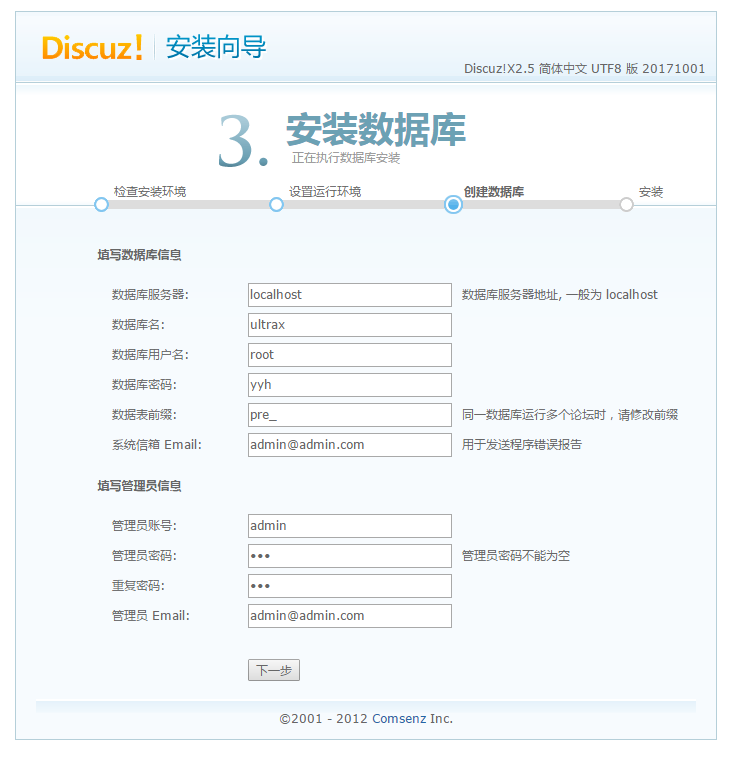 Discuz! 安装向导
Discuz!X2.5 简体中文 UTF8 版 20171001
3. 安装数据库
正在执行数据库安装
检查安装环境 设置运行环境 创建数据库 安装
填写数据库信息
数据库服务器: localhost 数据库服务器地址, 一般为 localhost
数据库名: ultrax
数据库用户名: root
数据库密码: yyh
数据表前缀: pre_ 同一数据库运行多个论坛时，请修改前缀
系统信箱 Email: admin@admin.com 用于发送程序错误报告
填写管理员信息
管理员账号: admin
管理员密码: ••• 管理员密码不能为空
重复密码: •••
管理员 Email: admin@admin.com
下一步
©2001 - 2012 Comsenz Inc.